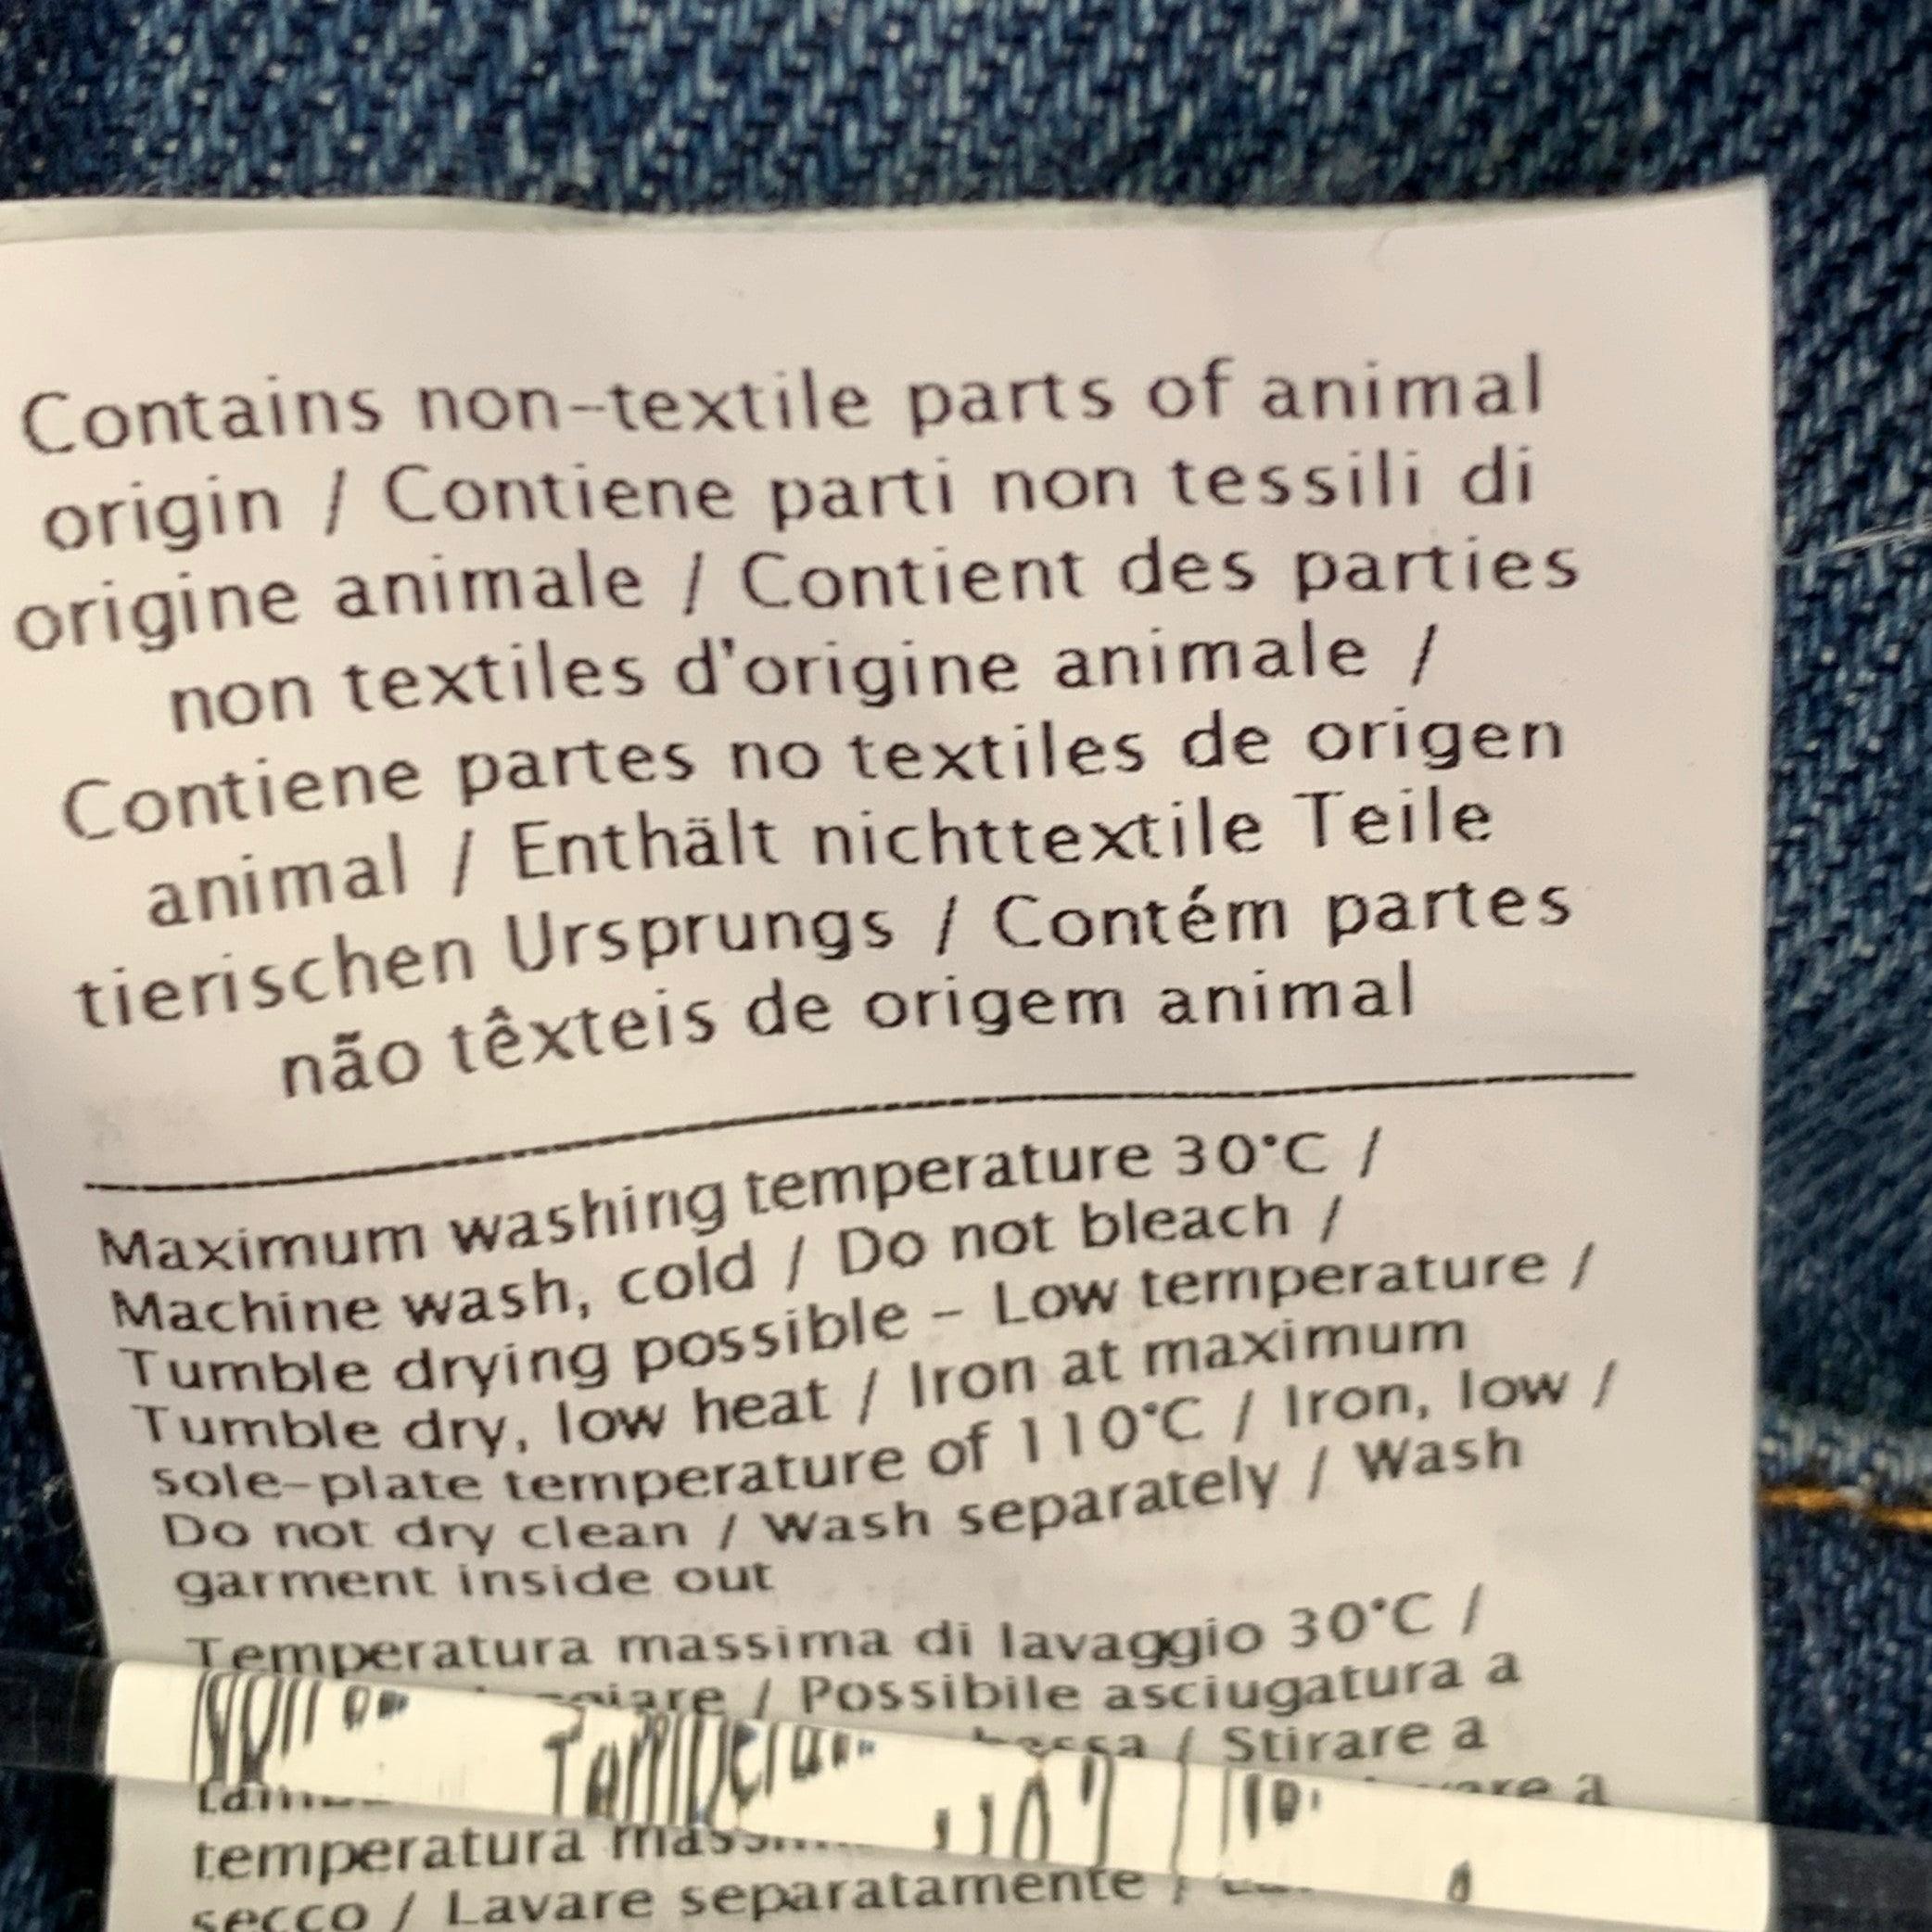 Contains non-textile parts of animal
origin / Contiene parti non tessili di
origine animale / Contient des parties
non textiles d'origine animale /
Contiene partes no textiles de origen
animal / Enthält nichttextile Teile
tierischen Ursprungs / Contém partes
não têxteis de origem animal
Maximum washing temperature 30°C /
Machine wash, cold / Do not bleach /
Tumble drying possible - Low temperature /
Tumble dry, low heat / Iron at maximum
sole-plate temperature of 110°C / Iron, low /
Do not dry clean / Wash separately / Wash
garment inside out
Temperatura massima di lavaggio 30°C /
/ Possibile asciugatura a
/ Stirare a
a
temperatura
secco / Lavare separatamente /